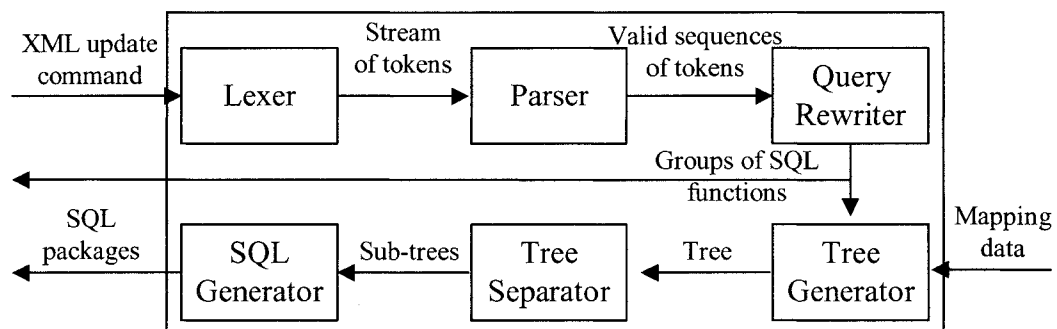 XML update
command
Lexer
Stream
of tokens
Parser
Valid sequences
of tokens
Query
Rewriter
Groups of SQL
functions
SQL
packages
SQL
Generator
Sub-trees
Tree
Separator
Tree
Tree
Generator
Mapping
data